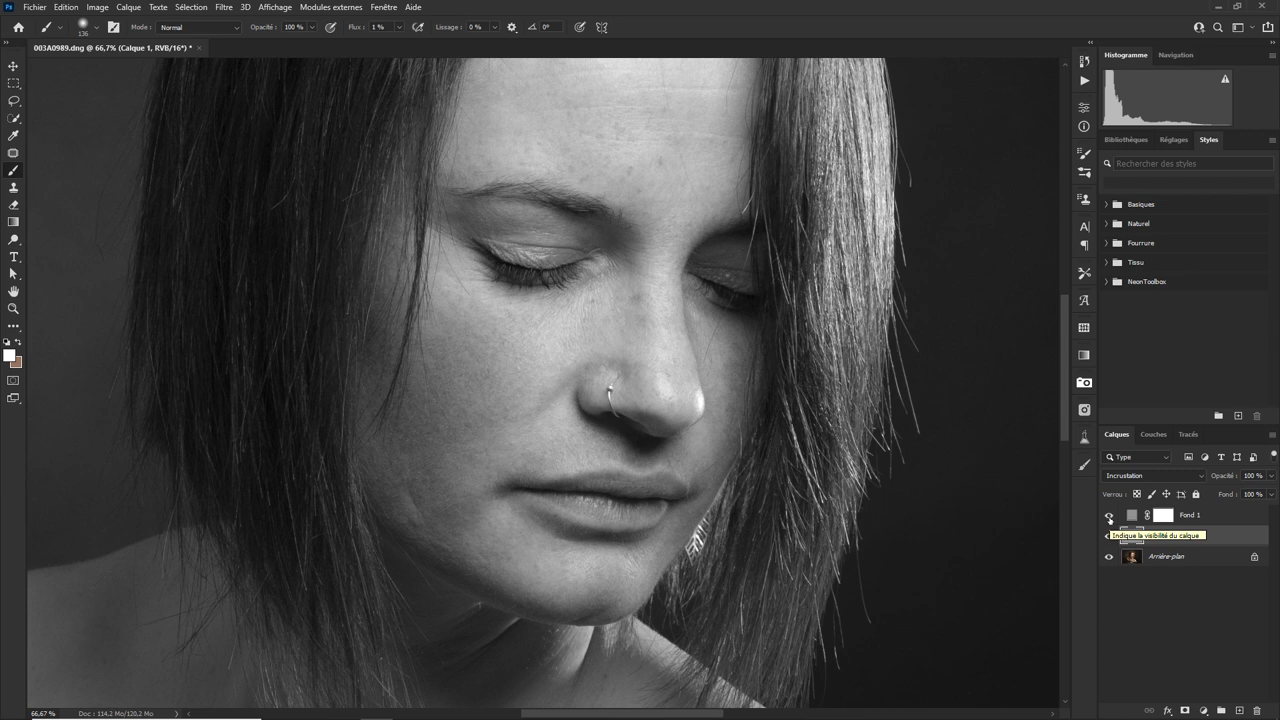 Ps Fichier Edition Image Calque Texte Sélection Filtre 3D Affichage Modules externes Fenêtre Aide
136 Mode : Normal Opacité : 100 % Flux : 1 % Lissage : 0 % 0°
003A0989.dng @ 66,7% (Calque 1, RVB/16*) * ×
Histogramme Navigation
Bibliothèques Réglages Styles
Rechercher des styles
Basiques
Naturel
Fourrure
Tissu
NeonToolbox
Calques Couches Tracés
Type
Incrustation Opacité : 100 %
Verrou : Fond : 100 %
Fond 1
Indique la visibilité du calque
Arrière-plan
66,67 % Doc : 114,2 Mo/120,2 Mo